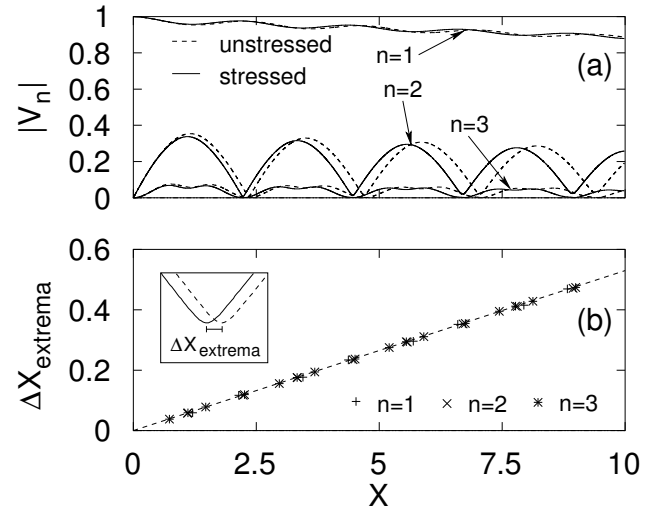 1
0.8
0.6
0.4
0.2
0
|V_n|
unstressed
stressed
n=1
n=2
n=3
(a)
0.6
0.4
0.2
0
ΔX_extrema
ΔX_extrema
(b)
n=1 n=2 n=3
0 2.5 5 7.5 10
X